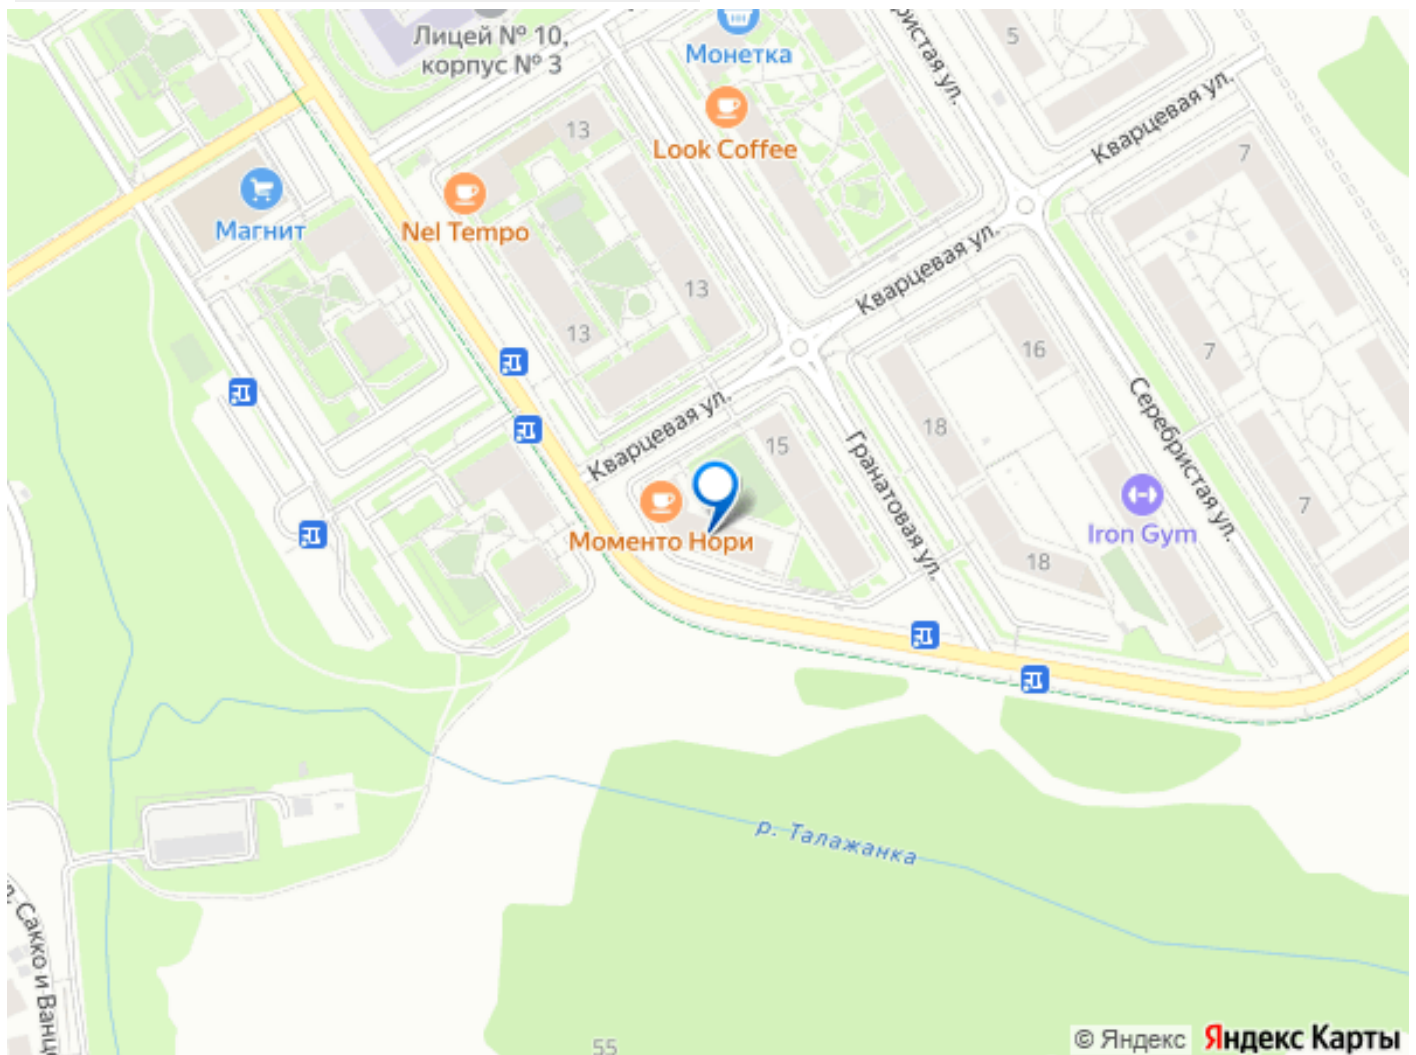 Лицей № 10,
корпус № 3
Монетка
5
Кварцевая ул.
13
Look Coffee
7
Магнит
Nel Tempo
Кварцевая ул.
13
13
16
7
Кварцевая ул.
15
18
Гранатовая ул.
Серебристая ул.
7
Моменто Нори
Iron Gym
18
р. Талажанка
55
© Яндекс Яндекс Карты